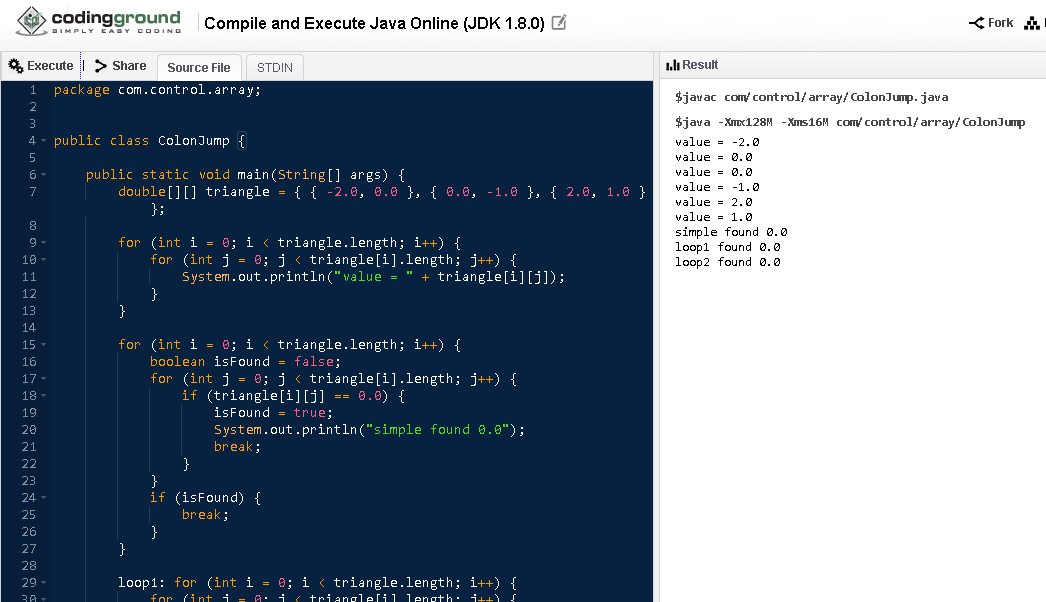 codingground
SIMPLY EASY CODING
Compile and Execute Java Online (JDK 1.8.0)
Fork
Execute | Share Source File STDIN
1 package com.control.array;
2
3
4 public class ColonJump {
5
6 public static void main(String[] args) {
7 double[][] triangle = { { -2.0, 0.0 }, { 0.0, -1.0 }, { 2.0, 1.0 }
};
8
9 for (int i = 0; i < triangle.length; i++) {
10 for (int j = 0; j < triangle[i].length; j++) {
11 System.out.println("value = " + triangle[i][j]);
12 }
13 }
14
15 for (int i = 0; i < triangle.length; i++) {
16 boolean isFound = false;
17 for (int j = 0; j < triangle[i].length; j++) {
18 if (triangle[i][j] == 0.0) {
19 isFound = true;
20 System.out.println("simple found 0.0");
21 break;
22 }
23 }
24 if (isFound) {
25 break;
26 }
27 }
28
29 loop1: for (int i = 0; i < triangle.length; i++) {
30 for (int j = 0; j < triangle[i].length; j++) {
Result
$javac com/control/array/ColonJump.java
$java -Xmx128M -Xms16M com/control/array/ColonJump
value = -2.0
value = 0.0
value = 0.0
value = -1.0
value = 2.0
value = 1.0
simple found 0.0
loop1 found 0.0
loop2 found 0.0